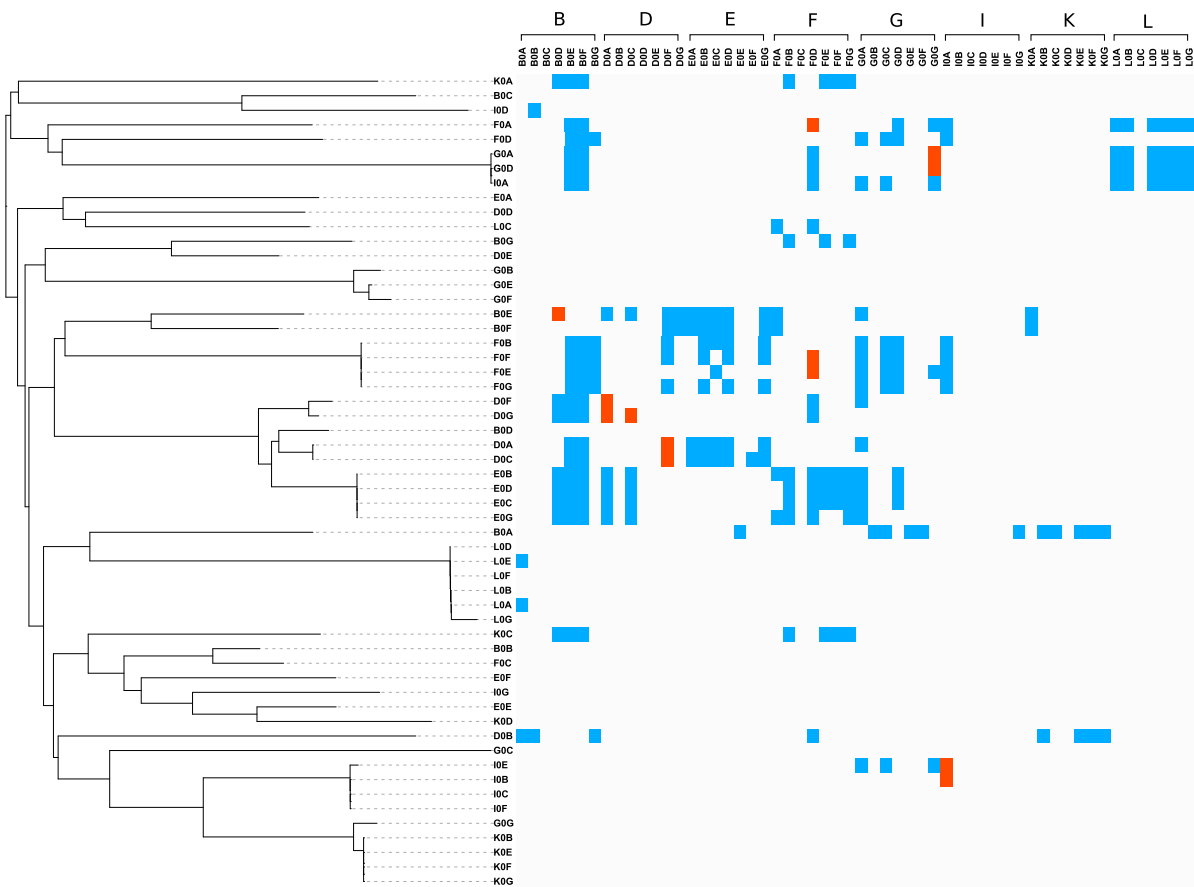 B D E F G I K L
B0A B0B B0C B0D B0E B0F B0G D0A D0B D0C D0D D0E D0F D0G E0A E0B E0C E0D E0E E0F E0G F0A F0B F0C F0D F0E F0F F0G G0A G0B G0C G0D G0E G0F G0G I0A I0B I0C I0D I0E I0F I0G K0A K0B K0C K0D K0E K0F K0G L0A L0B L0C L0D L0E L0F L0G
K0A
B0C
I0D
F0A
F0D
G0A
G0D
I0A
E0A
D0D
L0C
B0G
D0E
G0B
G0E
G0F
B0E
B0F
F0B
F0F
F0E
F0G
D0F
D0G
B0D
D0A
D0C
E0B
E0D
E0C
E0G
B0A
L0D
L0E
L0F
L0B
L0A
L0G
K0C
B0B
F0C
E0F
I0G
E0E
K0D
D0B
G0C
I0E
I0B
I0C
I0F
G0G
K0B
K0E
K0F
K0G